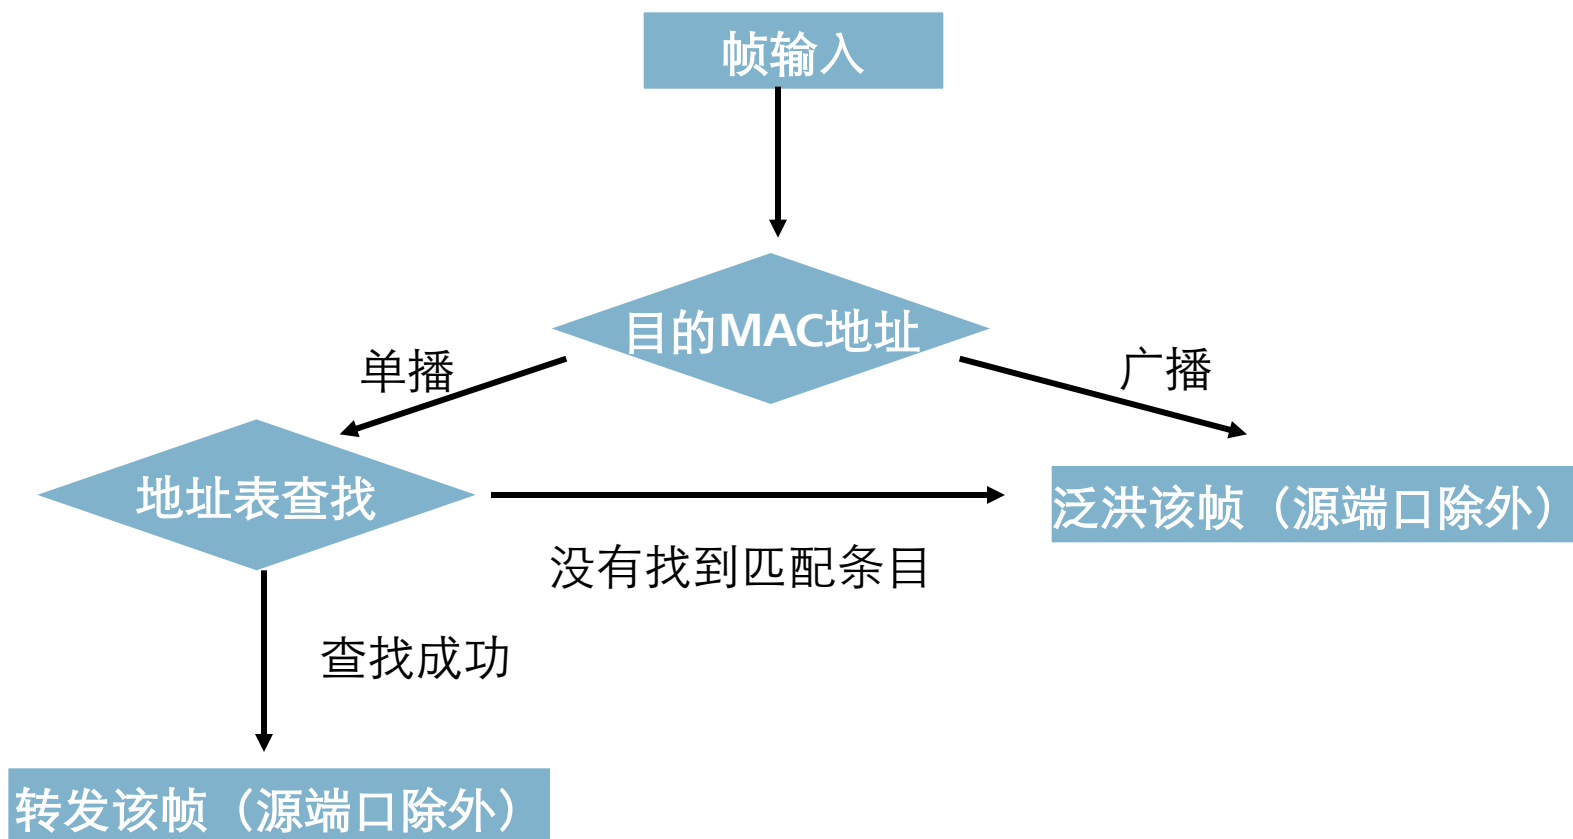 帧输入
目的MAC地址
单播
广播
地址表查找
泛洪该帧（源端口除外）
没有找到匹配条目
查找成功
转发该帧（源端口除外）